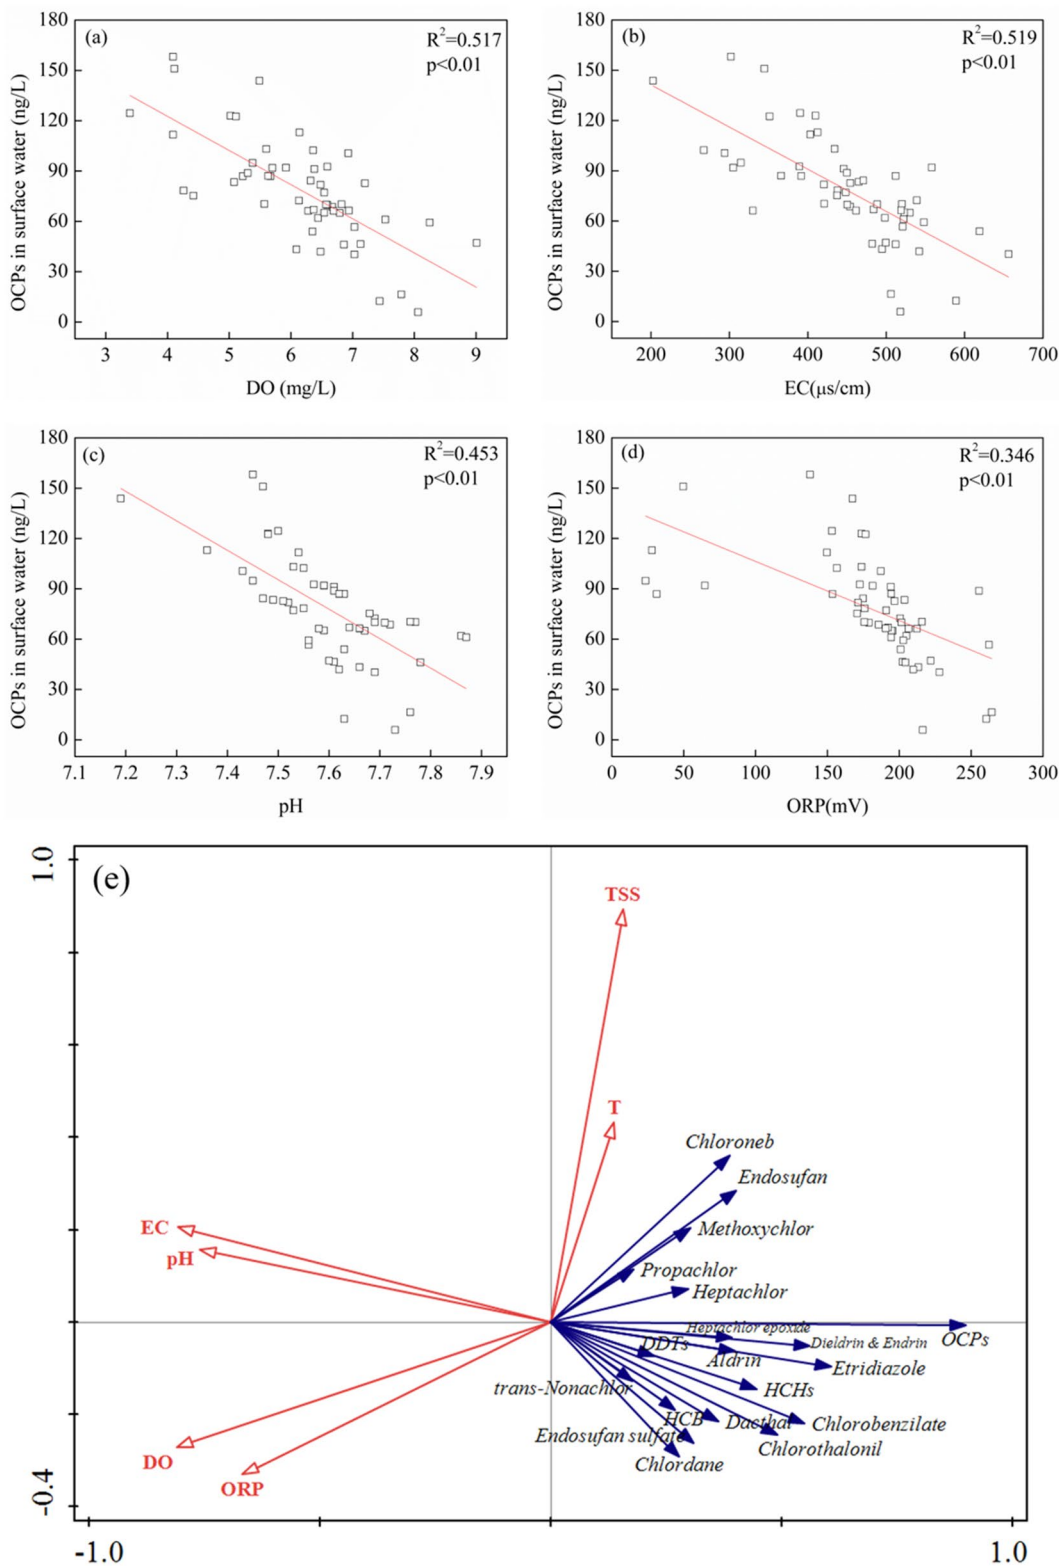 (a)
R²=0.517
p<0.01
180
150
120
90
60
30
0
OCPs in surface water (ng/L)
3 4 5 6 7 8 9
DO (mg/L)
(b)
R²=0.519
p<0.01
180
150
120
90
60
30
0
OCPs in surface water (ng/L)
200 300 400 500 600 700
EC(μs/cm)
(c)
R²=0.453
p<0.01
180
150
120
90
60
30
0
OCPs in surface water (ng/L)
7.1 7.2 7.3 7.4 7.5 7.6 7.7 7.8 7.9
pH
(d)
R²=0.346
p<0.01
180
150
120
90
60
30
0
OCPs in surface water (ng/L)
0 50 100 150 200 250 300
ORP(mV)
(e)
1.0
TSS
T
Chloroneb
Endosufan
Methoxychlor
EC
pH
Propachlor
Heptachlor
Heptachlor epoxide
OCPs
DDTs
Dieldrin & Endrin
Aldrin
Etridiazole
trans-Nonachlor
HCHs
HCB
Dacthal
Chlorobenzilate
Endosufan sulfate
Chlorothalonil
Chlordane
DO
ORP
-0.4
-1.0
1.0